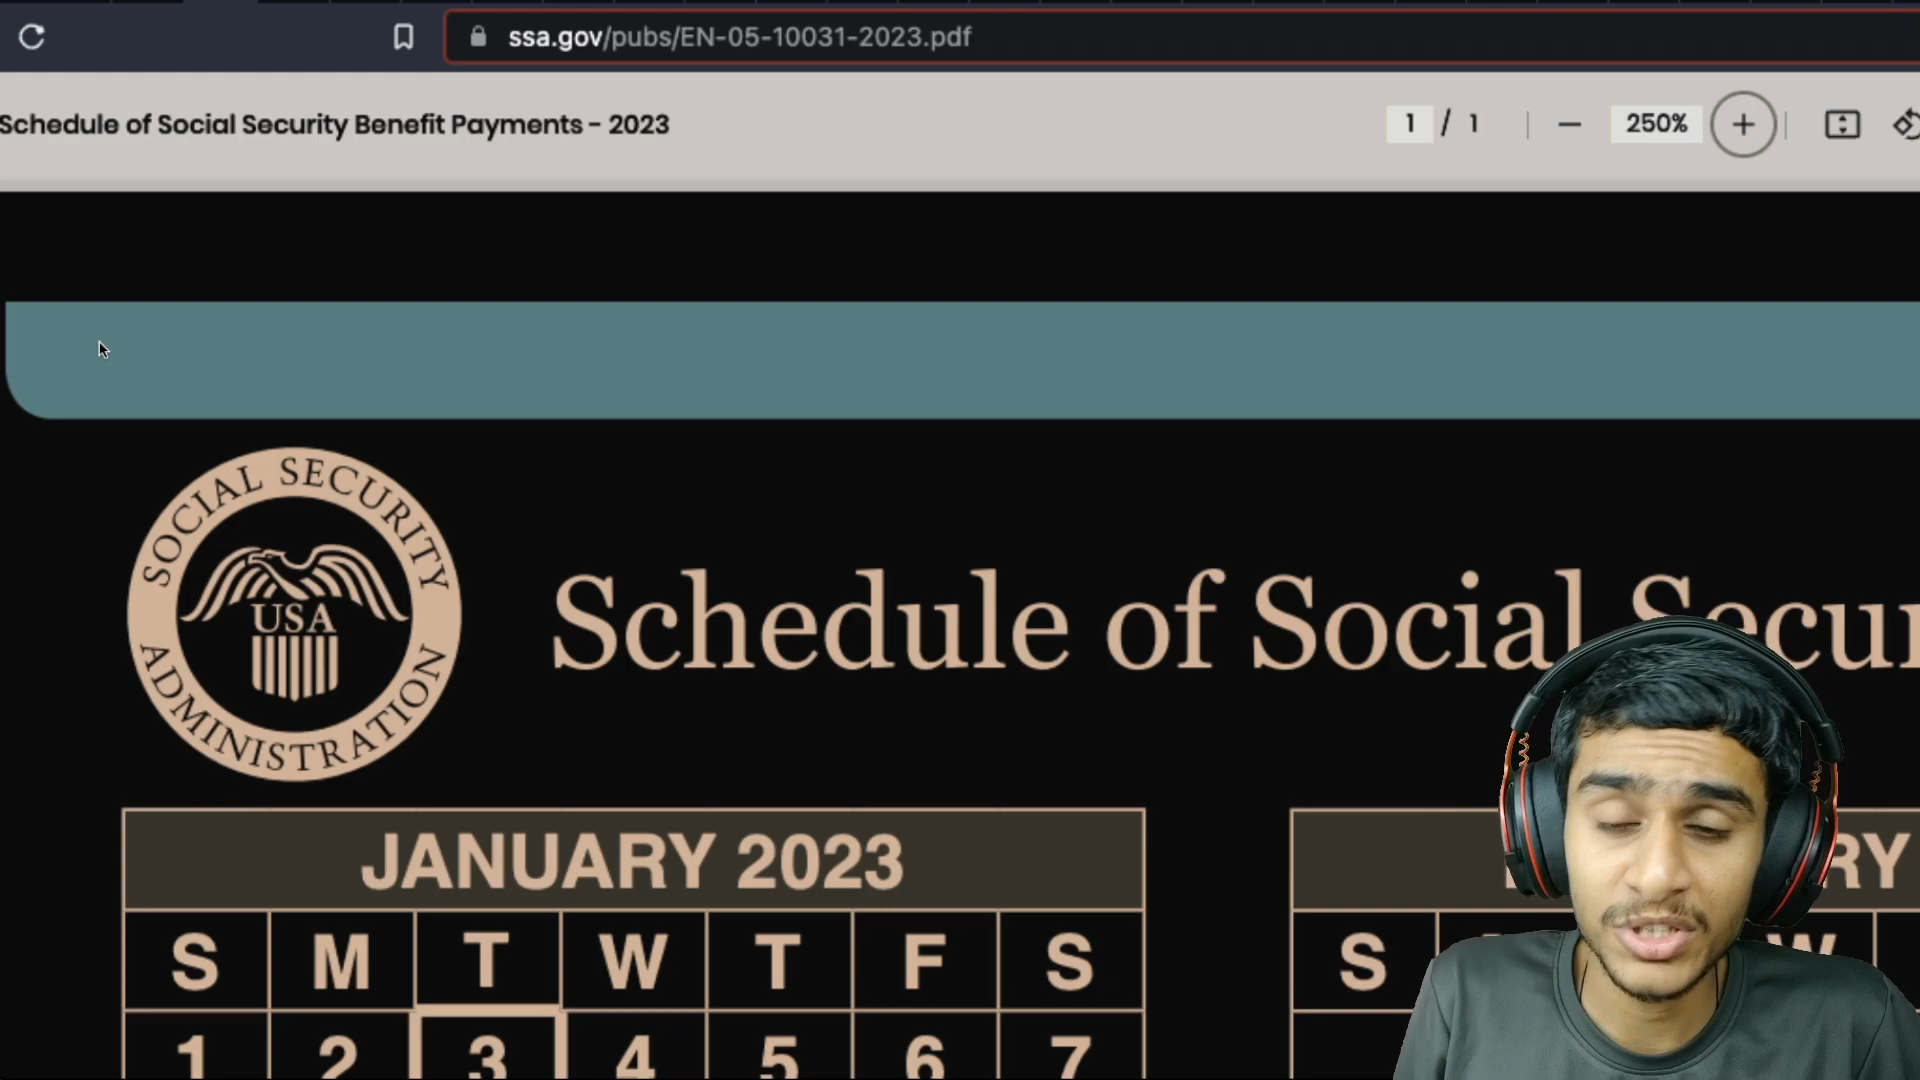 ssa.gov/pubs/EN-05-10031-2023.pdf
Schedule of Social Security Benefit Payments - 2023
1 / 1
250%
SOCIAL SECURITY
USA
ADMINISTRATION
Schedule of Social
JANUARY 2023
S M T W T F S
S W
1 2 3 4 5 6 7